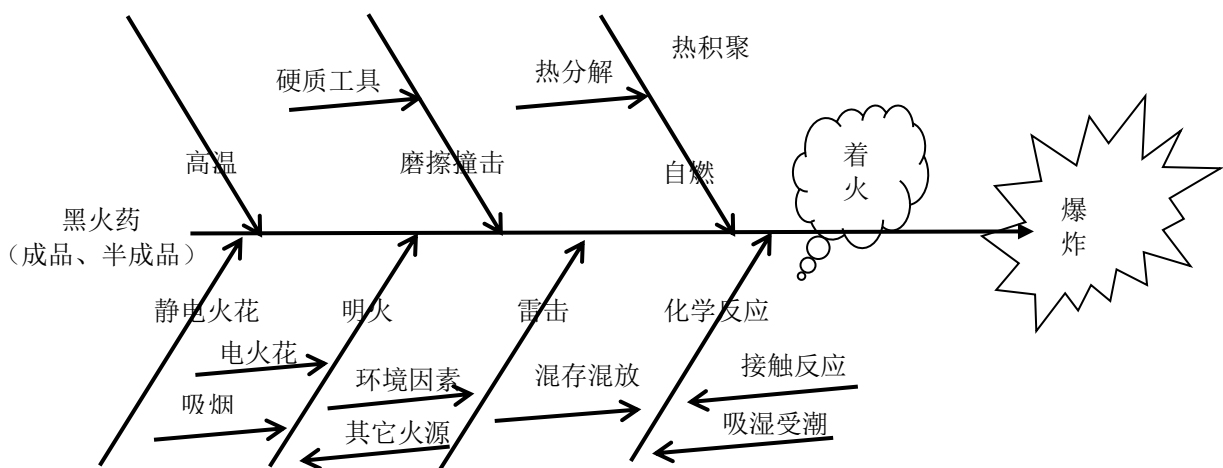 热积聚
热分解
硬质工具
高温
磨擦撞击
自燃
着
火
爆
炸
黑火药
（成品、半成品）
静电火花
明火
雷击
化学反应
电火花
环境因素
混存混放
接触反应
吸烟
其它火源
吸湿受潮